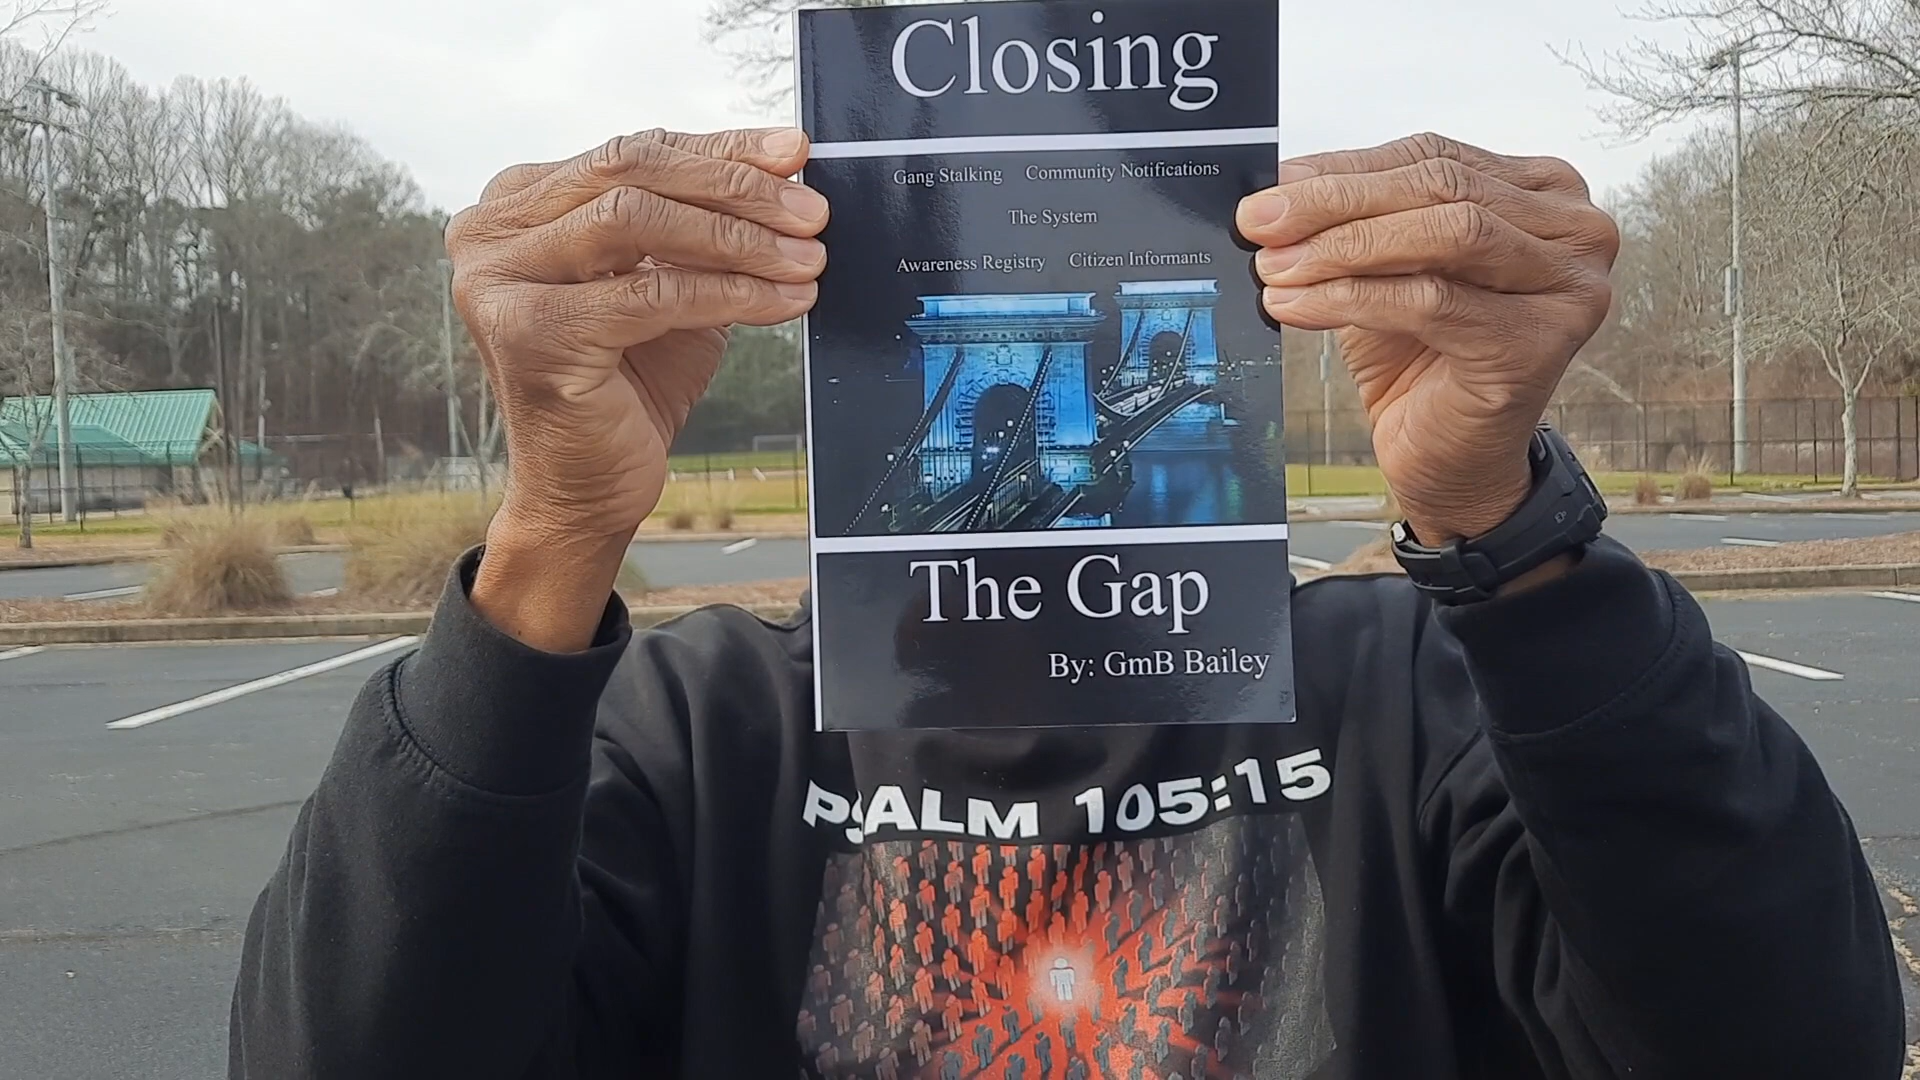 Closing
Gang Stalking Community Notifications
The System
Awareness Registry Citizen Informants
The Gap
By: GmB Bailey
PSALM 105:15